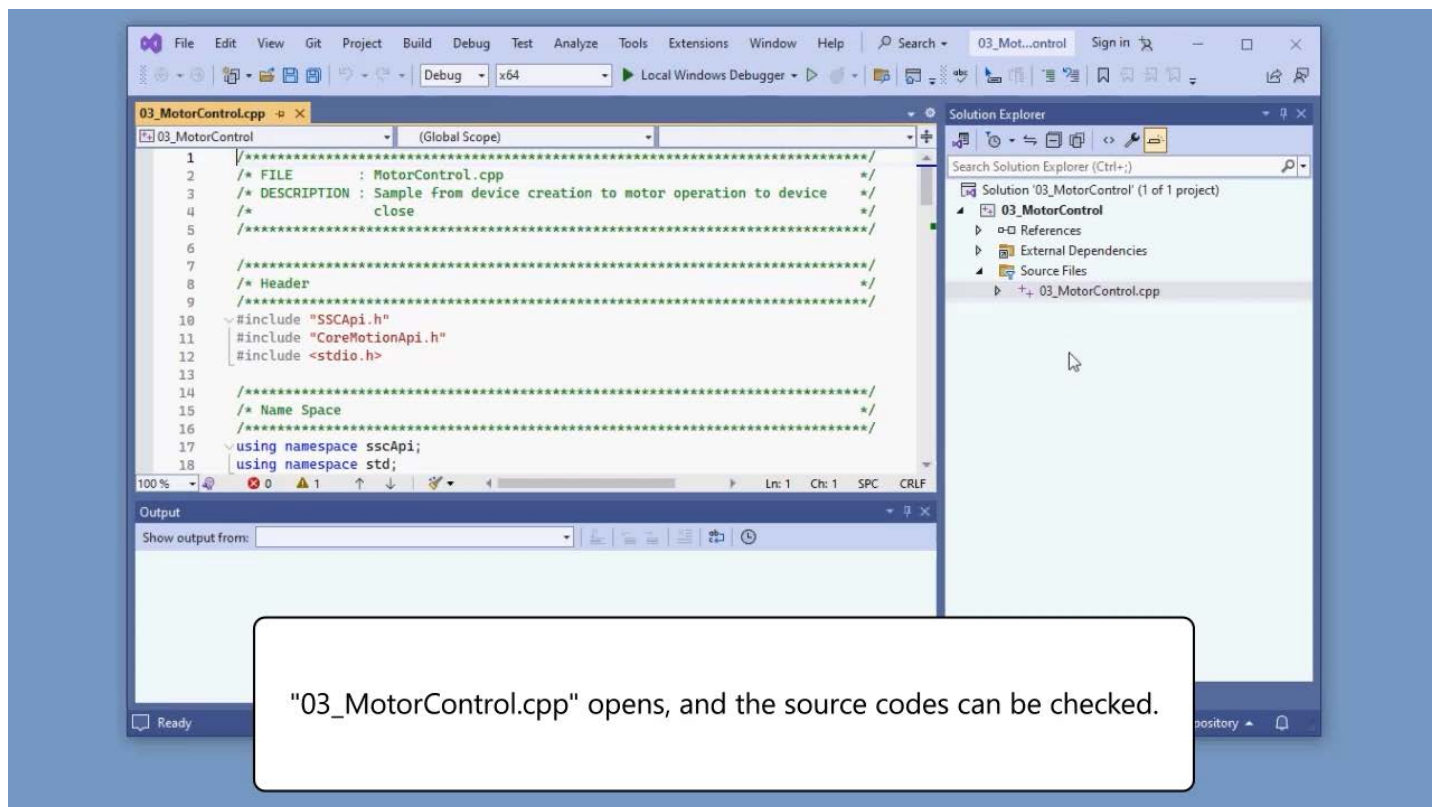 File Edit View Git Project Build Debug Test Analyze Tools Extensions Window Help Search 03_Mot...ontrol Sign in
Debug x64 Local Windows Debugger
03_MotorControl.cpp
03_MotorControl (Global Scope)
1 /******************************************************************************/
2 /* FILE : MotorControl.cpp */
3 /* DESCRIPTION : Sample from device creation to motor operation to device */
4 /* close */
5 /******************************************************************************/
6
7 /******************************************************************************/
8 /* Header */
9 /******************************************************************************/
10 #include "SSCApi.h"
11 #include "CoreMotionApi.h"
12 #include <stdio.h>
13
14 /******************************************************************************/
15 /* Name Space */
16 /******************************************************************************/
17 using namespace sscApi;
18 using namespace std;
100 % 0 1 Ln: 1 Ch: 1 SPC CRLF
Output
Show output from:
Solution Explorer
Search Solution Explorer (Ctrl+;)
Solution '03_MotorControl' (1 of 1 project)
03_MotorControl
References
External Dependencies
Source Files
03_MotorControl.cpp
"03_MotorControl.cpp" opens, and the source codes can be checked.
Ready